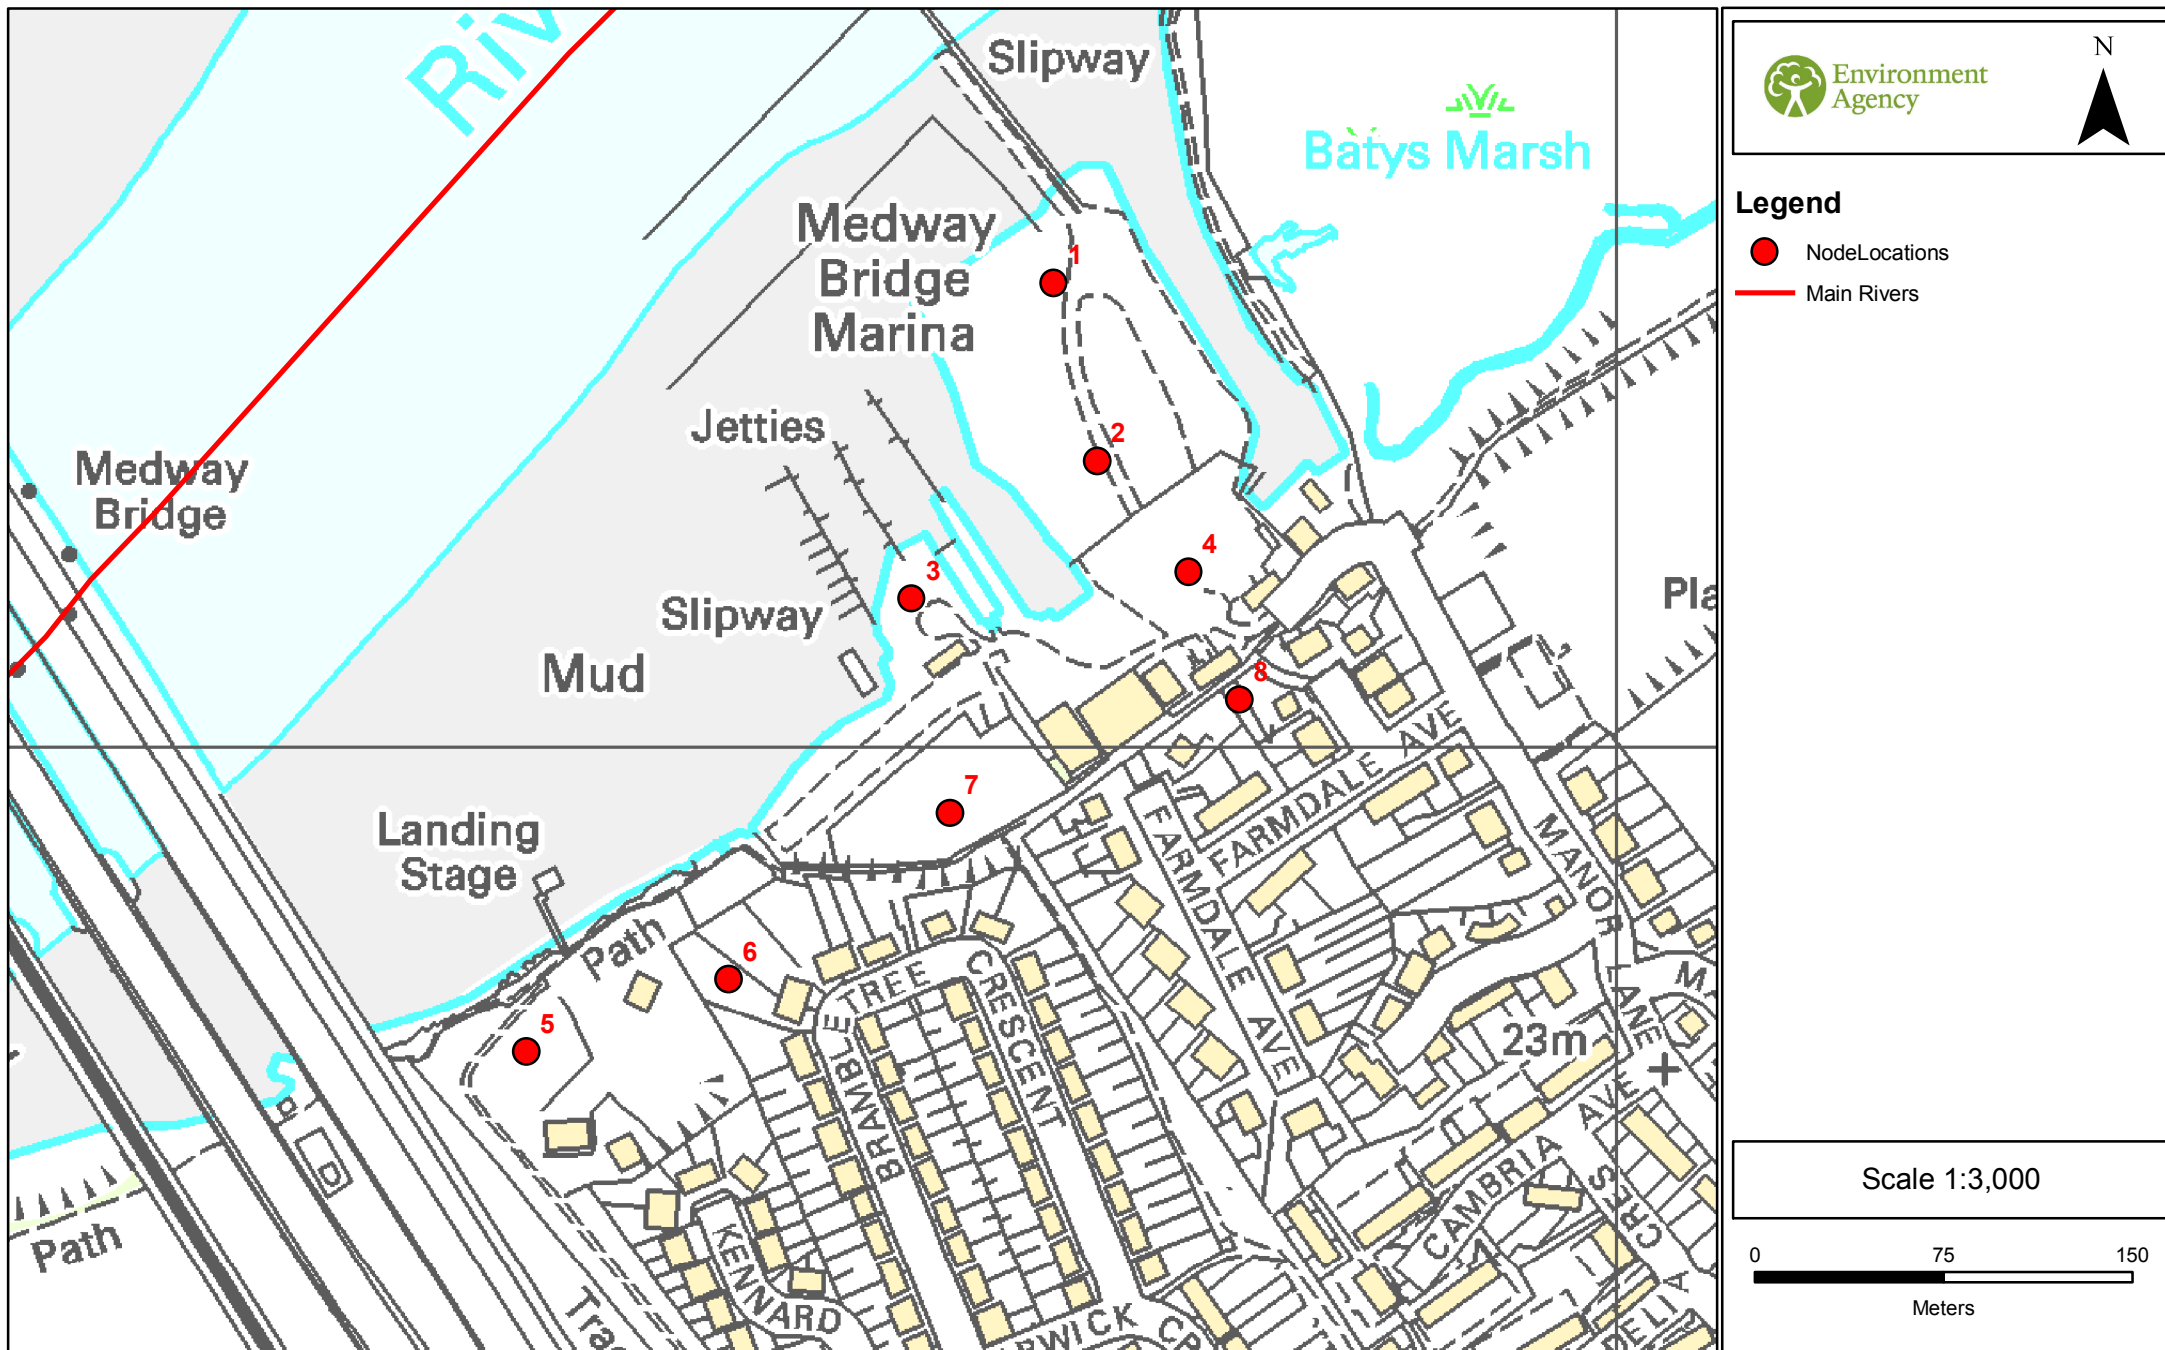 Riv
Slipway
Batys Marsh
Medway
Bridge
Marina
1
Jetties
2
Medway
Bridge
3
4
Slipway
Mud
8
Pla
7
Landing
Stage
Path
6
5
FARMDALE AVE
FARMDALE AVE
MANOR LANE
BRAMBLE TREE CRESCENT
23m
CAMBRIA AVE
KENNARD
Path
Environment
Agency
N
Legend
NodeLocations
Main Rivers
Scale 1:3,000
0 75 150
Meters